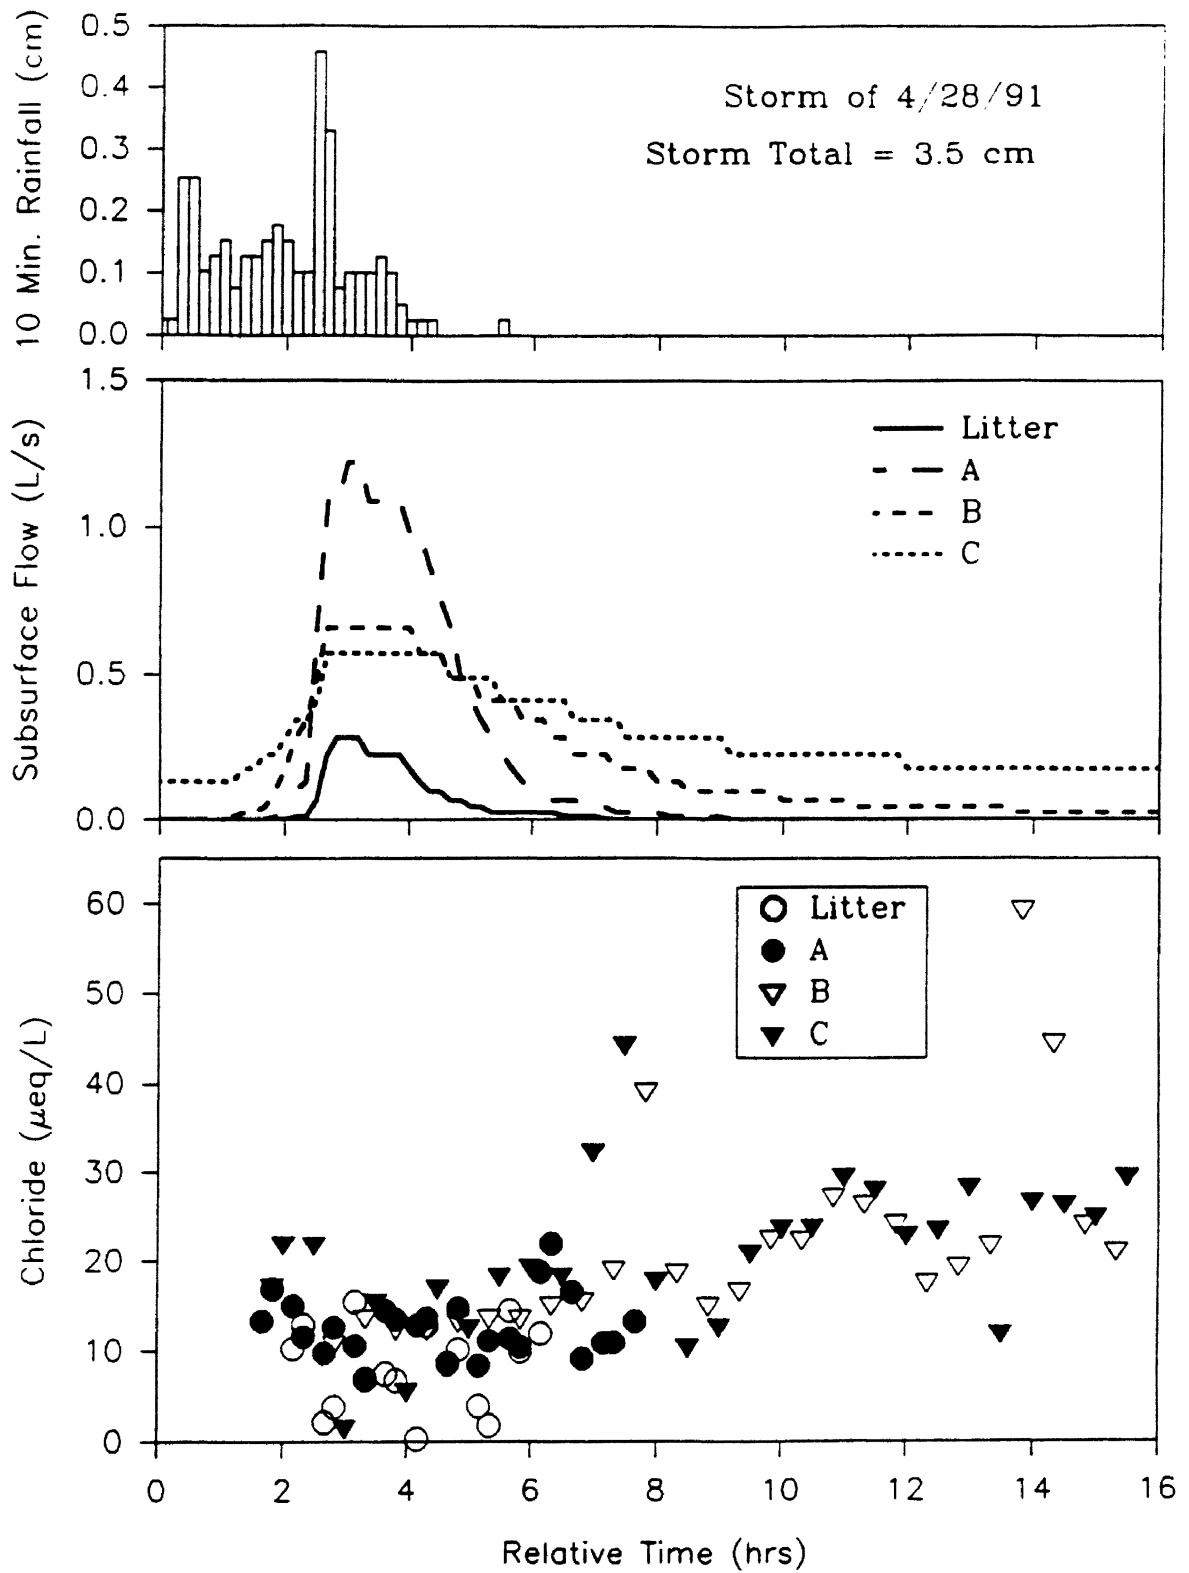 10 Min. Rainfall (cm)
0.5
0.4
0.3
0.2
0.1
0.0
Storm of 4/28/91
Storm Total = 3.5 cm
Subsurface Flow (L/s)
1.5
1.0
0.5
0.0
Litter
A
B
C
Chloride (μeq/L)
60
50
40
30
20
10
0
Litter
A
B
C
0 2 4 6 8 10 12 14 16
Relative Time (hrs)